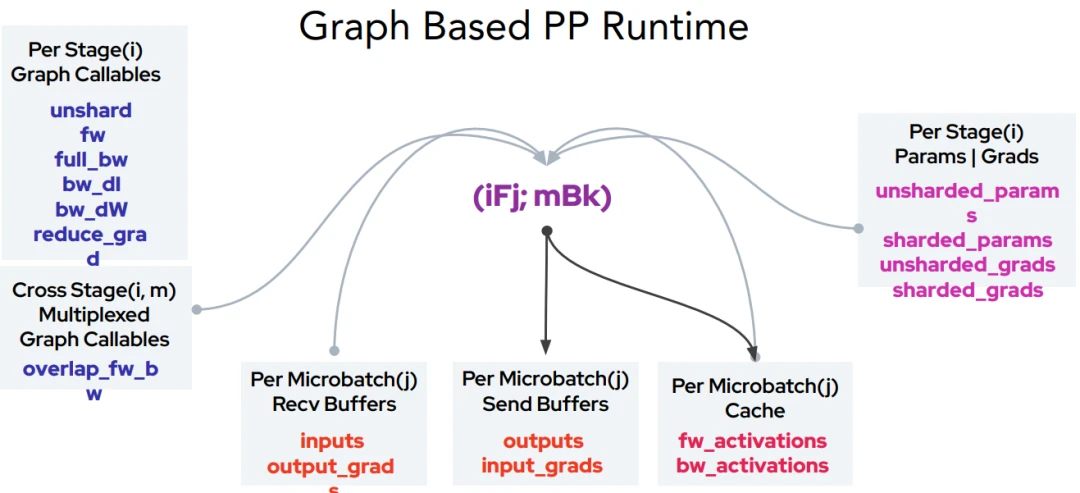 Graph Based PP Runtime
Per Stage(i)
Graph Callables
unshard
fw
full_bw
bw_dI
bw_dW
reduce_gra
d
Cross Stage(i, m)
Multiplexed
Graph Callables
overlap_fw_b
w
(iFj; mBk)
Per Stage(i)
Params | Grads
unsharded_param
s
sharded_params
unsharded_grads
sharded_grads
Per Microbatch(j)
Recv Buffers
inputs
output_grad
s
Per Microbatch(j)
Send Buffers
outputs
input_grads
Per Microbatch(j)
Cache
fw_activations
bw_activations